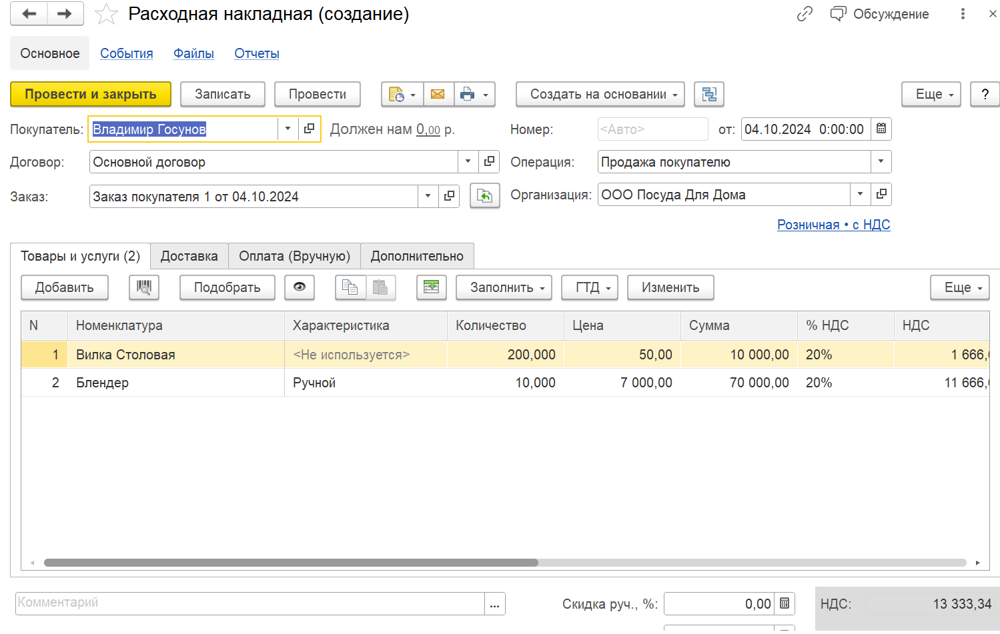 Расходная накладная (создание) Обсуждение
Основное События Файлы Отчеты
Провести и закрыть Записать Провести Создать на основании Еще ?
Покупатель: Владимир Госунов Должен нам 0,00 р. Номер: <Авто> от: 04.10.2024 0:00:00
Договор: Основной договор Операция: Продажа покупателю
Заказ: Заказ покупателя 1 от 04.10.2024 Организация: ООО Посуда Для Дома
Розничная • с НДС
Товары и услуги (2) Доставка Оплата (Вручную) Дополнительно
Добавить Подобрать Заполнить ГТД Изменить Еще
N Номенклатура Характеристика Количество Цена Сумма % НДС НДС
1 Вилка Столовая <Не используется> 200,000 50,00 10 000,00 20% 1 666,
2 Блендер Ручной 10,000 7 000,00 70 000,00 20% 11 666,
Комментарий ... Скидка руч., %: 0,00 НДС: 13 333,34